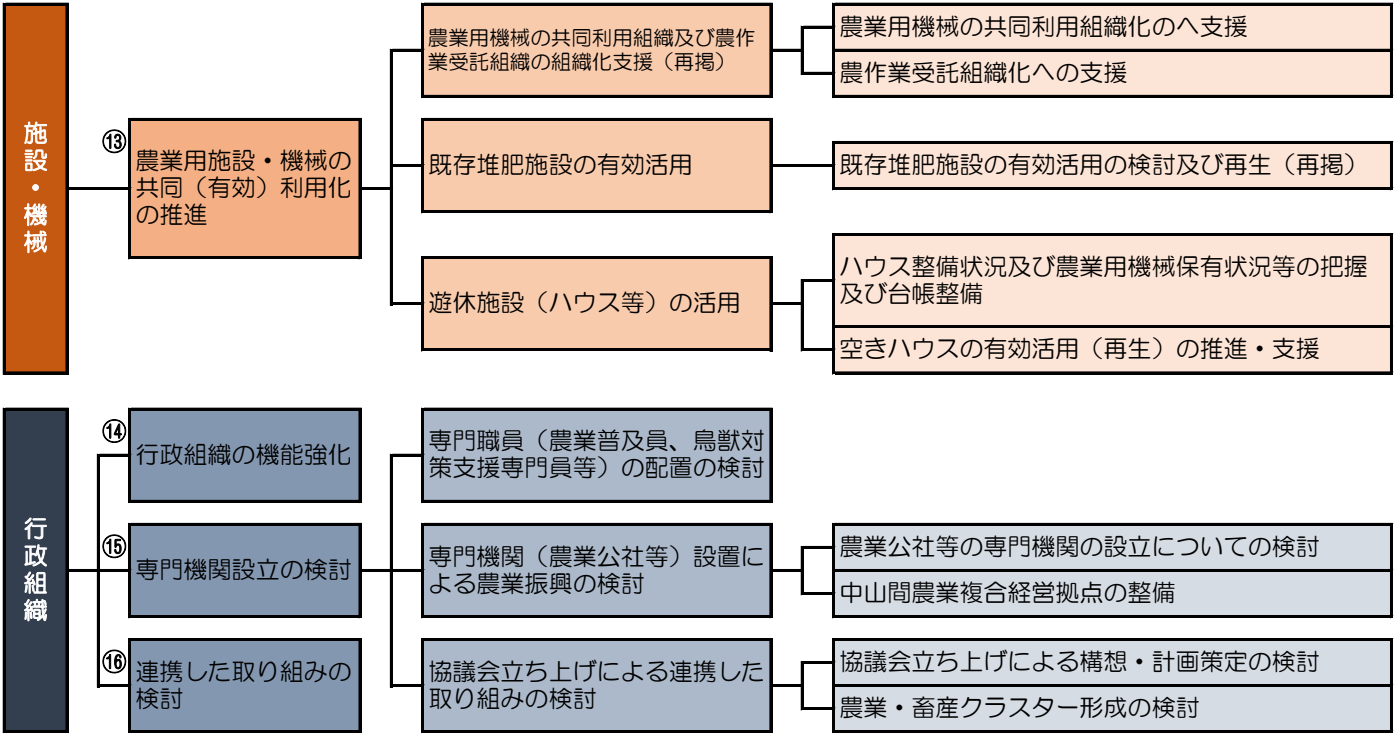 施設・機械
⑬
農業用施設・機械の
共同（有効）利用化
の推進
農業用機械の共同利用組織及び農作
業受託組織の組織化支援（再掲）
農業用機械の共同利用組織化のへ支援
農作業受託組織化への支援
既存堆肥施設の有効活用
既存堆肥施設の有効活用の検討及び再生（再掲）
遊休施設（ハウス等）の活用
ハウス整備状況及び農業用機械保有状況等の把握
及び台帳整備
空きハウスの有効活用（再生）の推進・支援
行政組織
⑭
行政組織の機能強化
専門職員（農業普及員、鳥獣対
策支援専門員等）の配置の検討
⑮
専門機関設立の検討
専門機関（農業公社等）設置に
よる農業振興の検討
農業公社等の専門機関の設立についての検討
中山間農業複合経営拠点の整備
⑯
連携した取り組みの
検討
協議会立ち上げによる連携した
取り組みの検討
協議会立ち上げによる構想・計画策定の検討
農業・畜産クラスター形成の検討